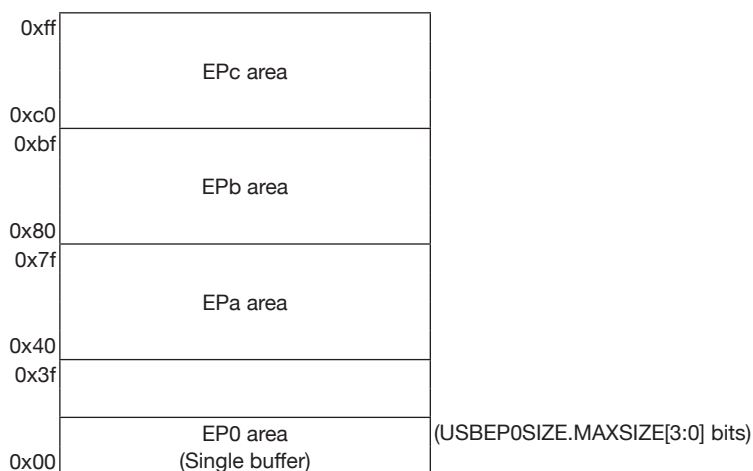 0xff
EPc area
0xc0
0xbf
EPb area
0x80
0x7f
EPa area
0x40
0x3f
EP0 area
(USBEP0SIZE.MAXSIZE[3:0] bits)
0x00
(Single buffer)